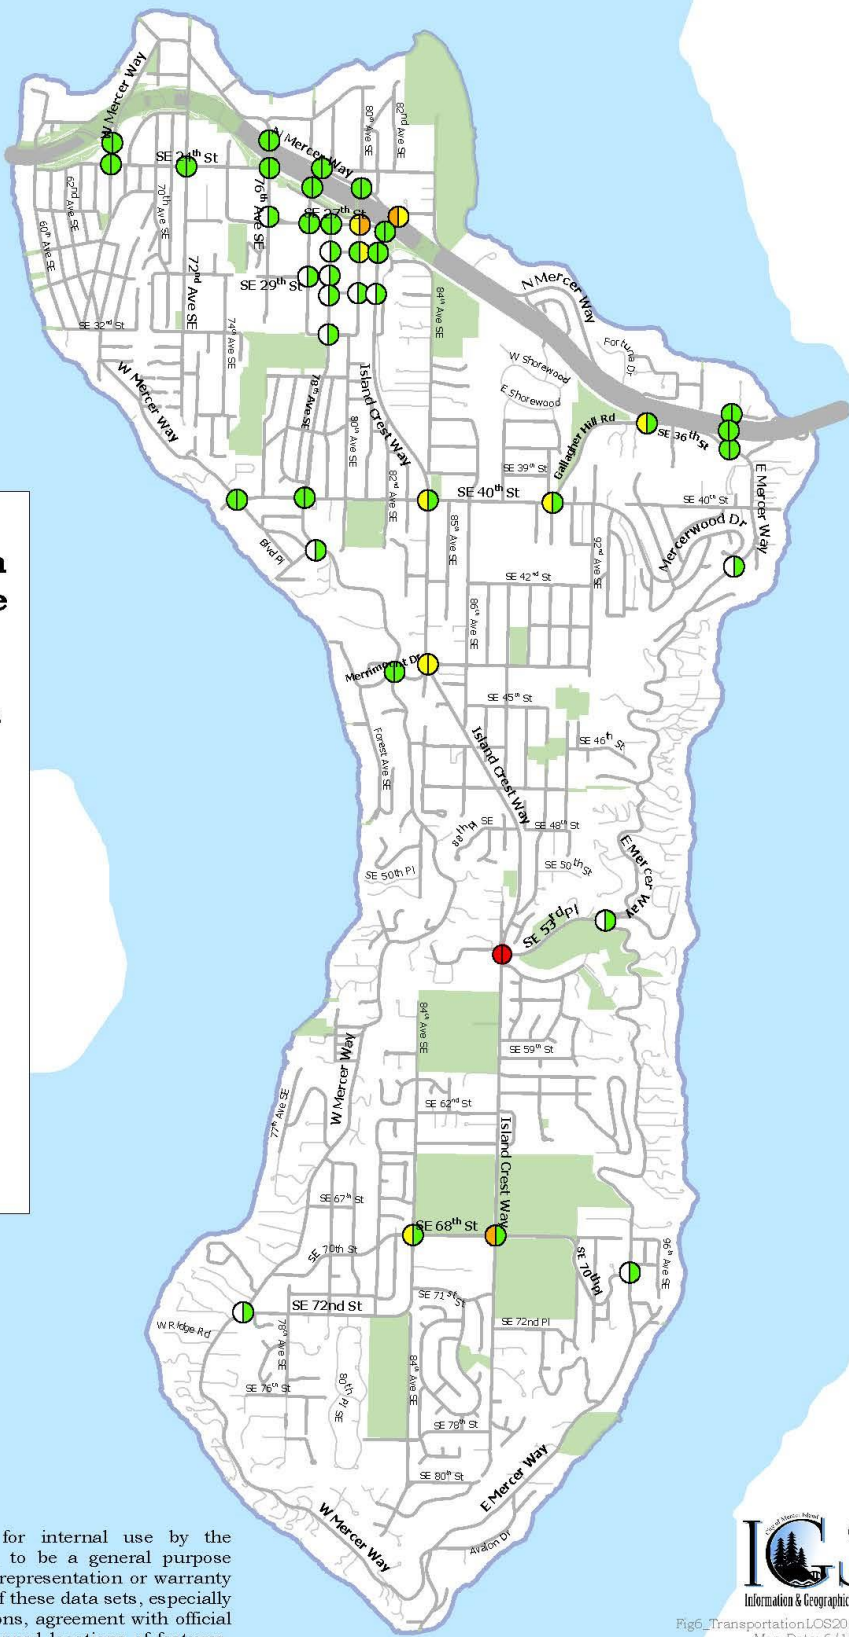 W Mercer Way
80th Ave SE
82nd Ave SE
N Mercer Way
SE 24th St
62nd Ave SE
70th Ave SE
76th Ave SE
60th Ave SE
SE 27th St
72nd Ave SE
SE 29th St
84th Ave SE
N Mercer Way
SE 32nd St
74th Ave SE
Fortuna Dr
W Shorewood
W Mercer Way
78th Ave SE
Island Crest Way
E Shorewood
80th Ave SE
Gallagher Hill Rd
SE 36th St
SE 39th St
E Mercer Way
82nd Ave SE
SE 40th St
SE 40th St
Mercerwood Dr
85th Ave SE
92nd Ave SE
Blvd Pl
SE 42nd St
86th Ave SE
Merrimount Dr
SE 45th St
Forest Ave SE
Island Crest Way
SE 46th St
88th Pl SE
SE 48th St
E Mercer Way
SE 50th St
SE 50th Pl
SE 53rd Pl
84th Ave SE
W Mercer Way
SE 59th St
77th Ave SE
SE 62nd St
Island Crest Way
SE 67th St
SE 68th St
SE 70th St
SE 70th Pl
96th Ave SE
SE 71st St
SE 72nd St
SE 72nd Pl
W Ridge Rd
78th Ave SE
84th Ave SE
80th Pl SE
SE 78th St
SE 80th St
E Mercer Way
W Mercer Way
Avalon Dr
for internal use by the
to be a general purpose
representation or warranty
f these data sets, especially
ons, agreement with official
City of Mercer Island
IGS
Information & Geographic
Fig6_TransportationLOS20